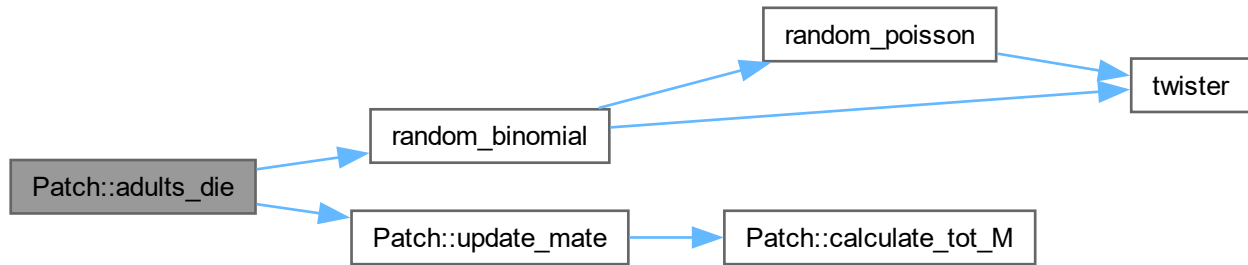 Patch::adults_die
random_binomial
random_poisson
twister
Patch::update_mate
Patch::calculate_tot_M